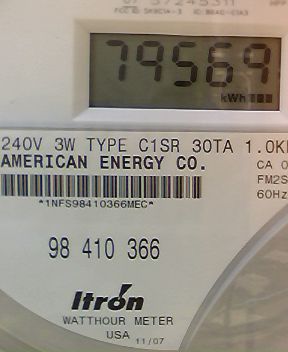 79569
kWh
240V 3W TYPE C1SR 30TA 1.0K
AMERICAN ENERGY CO.
CA 0
FM2S
60Hz
*1NFS98410366MEC*
98 410 366
Itron
WATTHOUR METER
USA 11/07